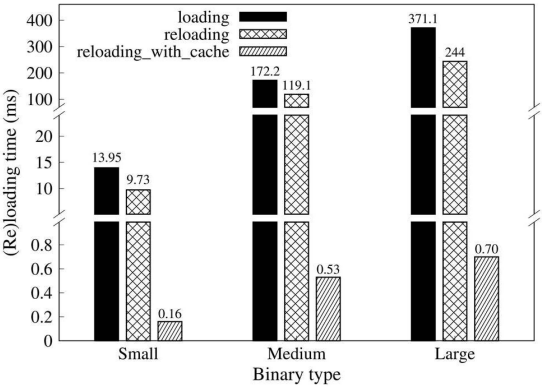 loading
reloading
reloading_with_cache
(Re)loading time (ms)
400
300
200
100
20
15
10
0.8
0.6
0.4
0.2
0
13.95
9.73
0.16
172.2
119.1
0.53
371.1
244
0.70
Small
Medium
Large
Binary type